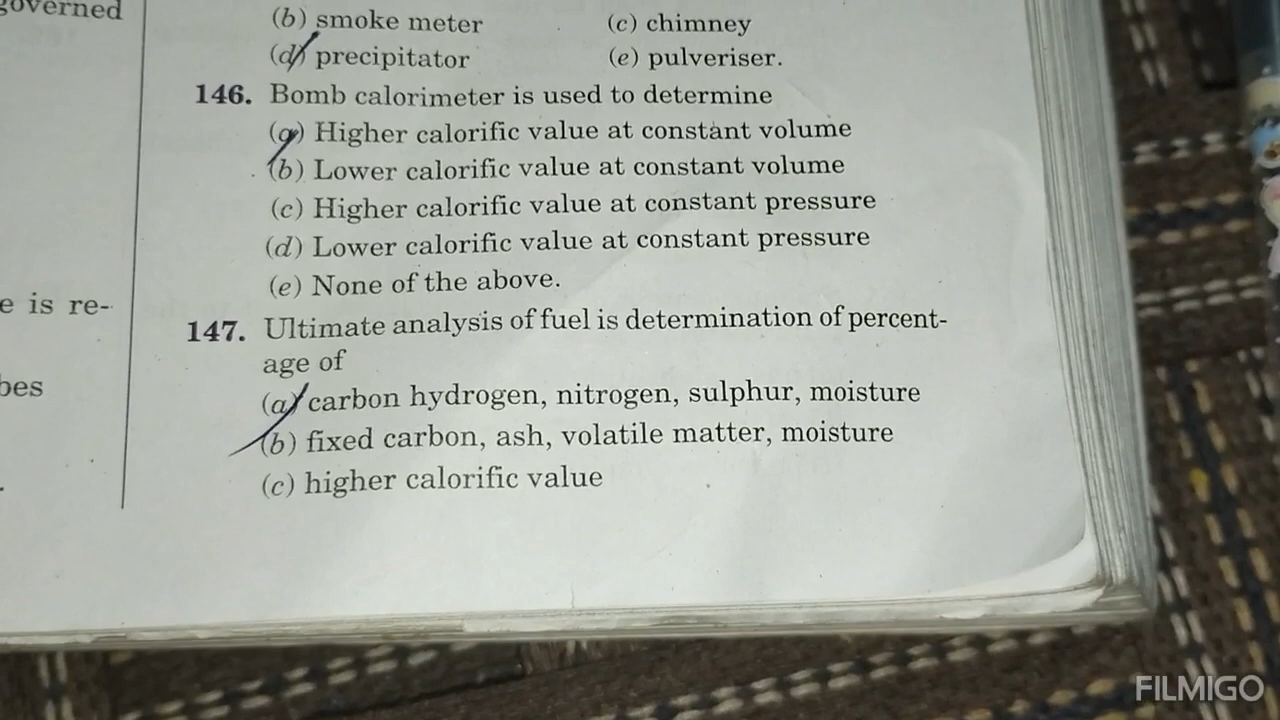 governed
(b) smoke meter (c) chimney
(d) precipitator (e) pulveriser.
146. Bomb calorimeter is used to determine
(a) Higher calorific value at constant volume
(b) Lower calorific value at constant volume
(c) Higher calorific value at constant pressure
(d) Lower calorific value at constant pressure
(e) None of the above.
e is re-
147. Ultimate analysis of fuel is determination of percent-
age of
bes
(a) carbon hydrogen, nitrogen, sulphur, moisture
(b) fixed carbon, ash, volatile matter, moisture
(c) higher calorific value
FILMIGO